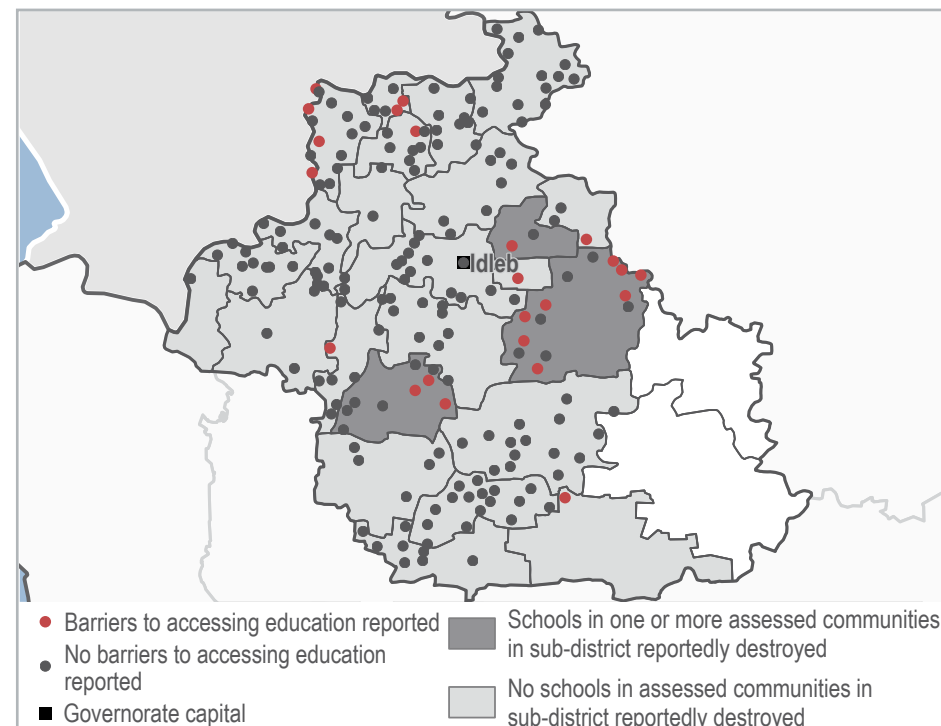 Idleb
Barriers to accessing education reported
No barriers to accessing education
reported
Governorate capital
Schools in one or more assessed communities
in sub-district reportedly destroyed
No schools in assessed communities in
sub-district reportedly destroyed